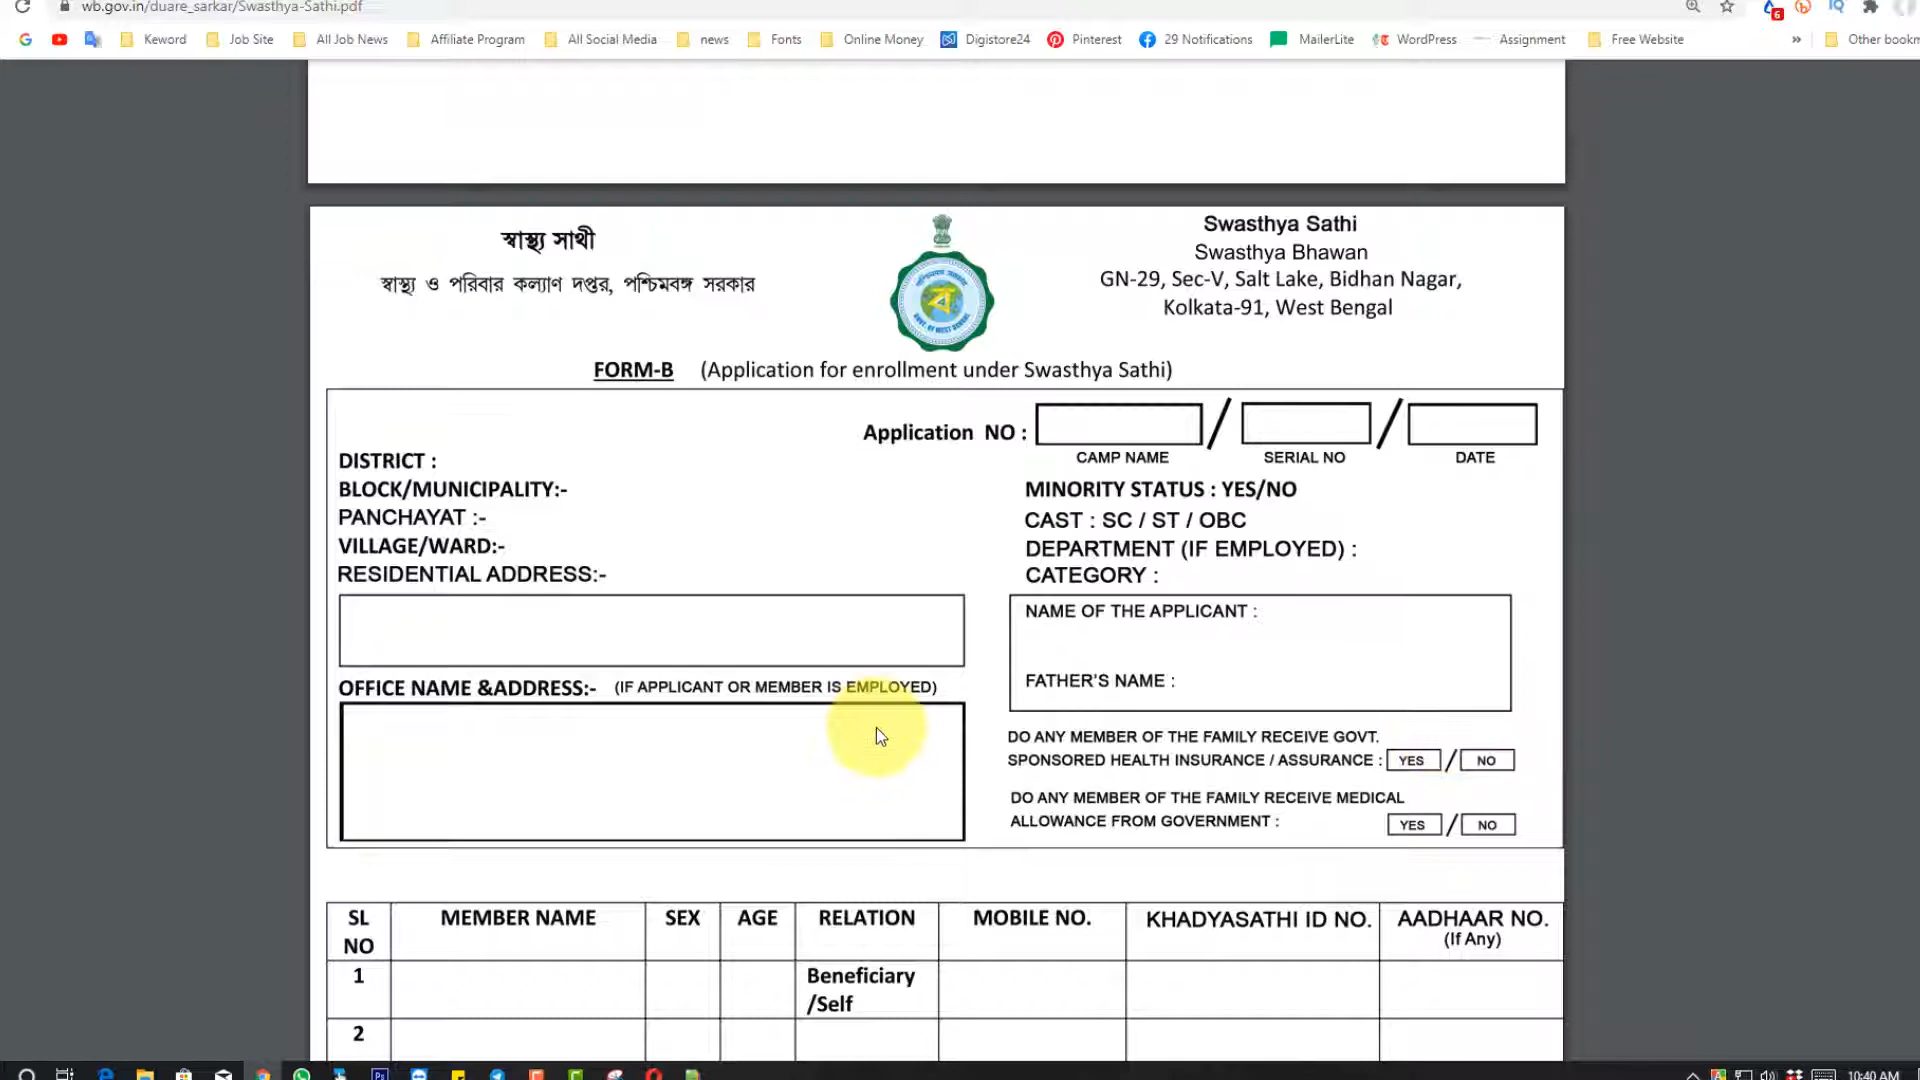 wb.gov.in/duare_sarkar/Swasthya-Sathi.pdf
6
Keword Job Site All Job News Affiliate Program All Social Media news Fonts Online Money Digistore24 Pinterest 29 Notifications MailerLite WordPress Assignment Free Website » Other bookm
স্বাস্থ্য সাথী
স্বাস্থ্য ও পরিবার কল্যাণ দপ্তর, পশ্চিমবঙ্গ সরকার
Swasthya Sathi
Swasthya Bhawan
GN-29, Sec-V, Salt Lake, Bidhan Nagar,
Kolkata-91, West Bengal
FORM-B (Application for enrollment under Swasthya Sathi)
Application NO : / /
CAMP NAME SERIAL NO DATE
DISTRICT :
BLOCK/MUNICIPALITY:-
PANCHAYAT :-
VILLAGE/WARD:-
RESIDENTIAL ADDRESS:-
OFFICE NAME &ADDRESS:- (IF APPLICANT OR MEMBER IS EMPLOYED)
MINORITY STATUS : YES/NO
CAST : SC / ST / OBC
DEPARTMENT (IF EMPLOYED) :
CATEGORY :
NAME OF THE APPLICANT :
FATHER'S NAME :
DO ANY MEMBER OF THE FAMILY RECEIVE GOVT.
SPONSORED HEALTH INSURANCE / ASSURANCE : YES / NO
DO ANY MEMBER OF THE FAMILY RECEIVE MEDICAL
ALLOWANCE FROM GOVERNMENT : YES / NO
SL NO MEMBER NAME SEX AGE RELATION MOBILE NO. KHADYASATHI ID NO. AADHAAR NO. (If Any)
1 Beneficiary /Self
2
10:40 AM